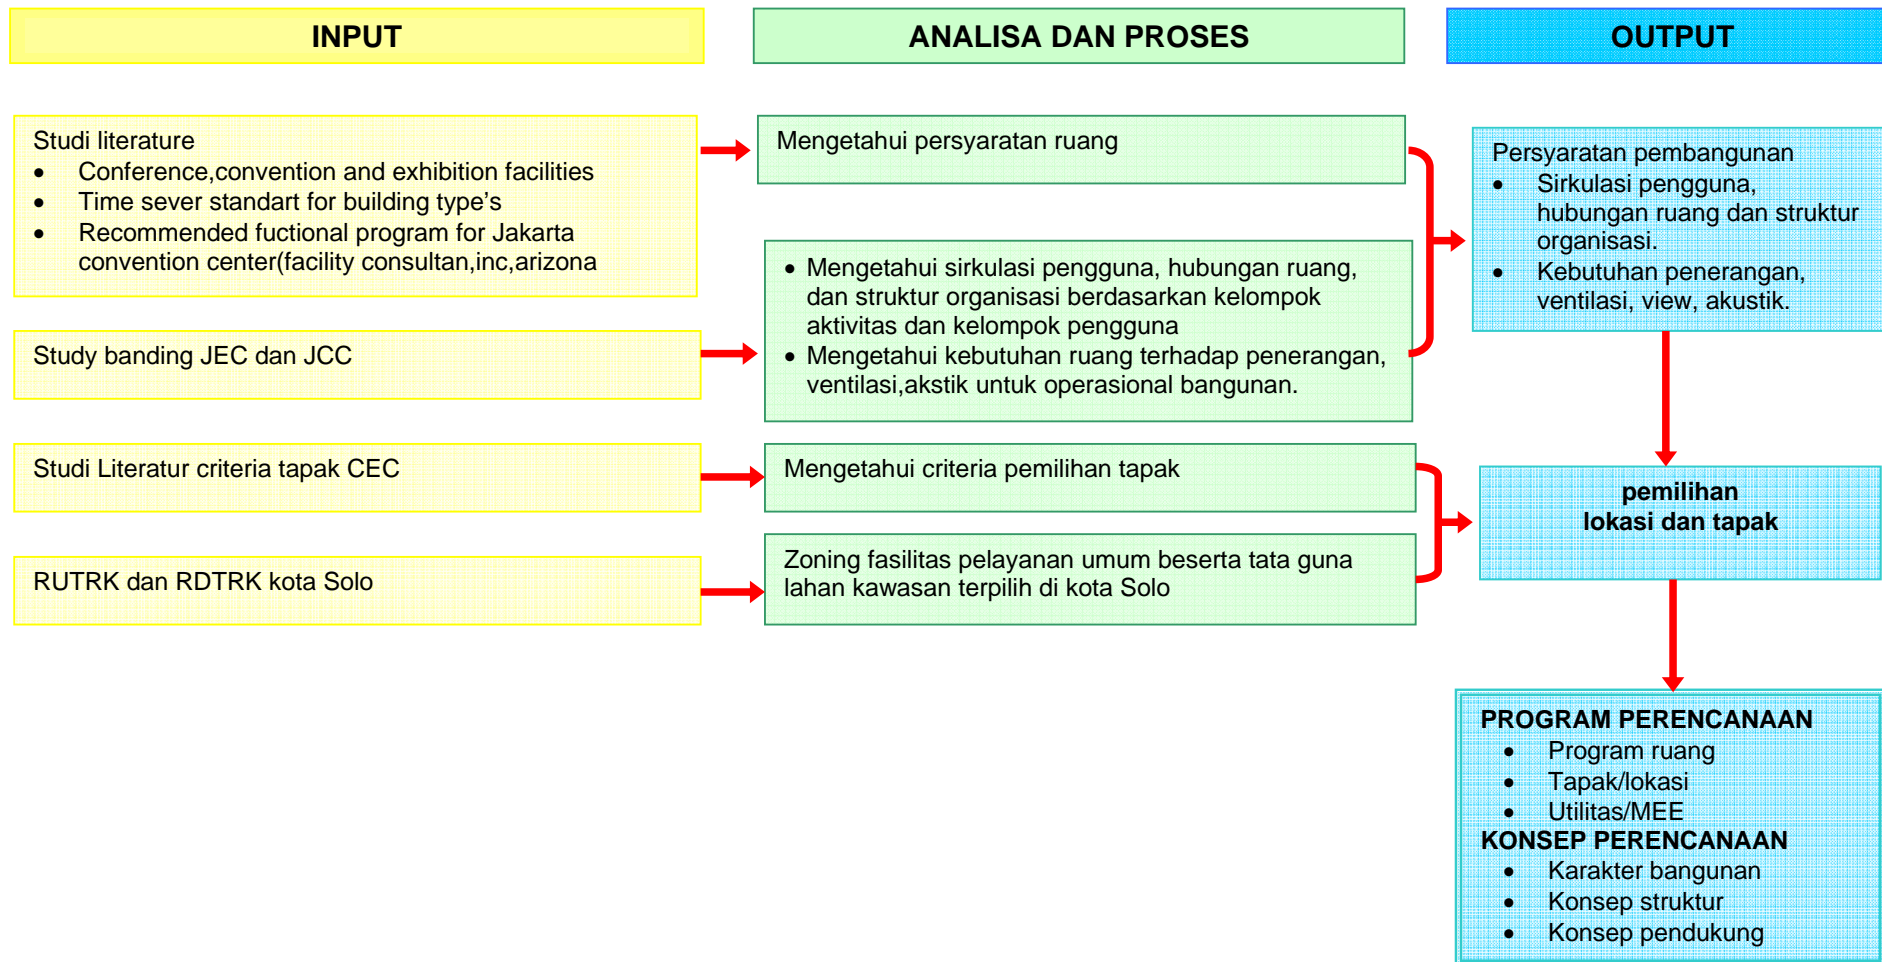 INPUT
ANALISA DAN PROSES
OUTPUT
Studi literature
• Conference,convention and exhibition facilities
• Time sever standart for building type's
• Recommended fuctional program for Jakarta
convention center(facility consultan,inc,arizona
Mengetahui persyaratan ruang
Persyaratan pembangunan
• Sirkulasi pengguna,
hubungan ruang dan struktur
organisasi.
• Kebutuhan penerangan,
ventilasi, view, akustik.
Study banding JEC dan JCC
• Mengetahui sirkulasi pengguna, hubungan ruang,
dan struktur organisasi berdasarkan kelompok
aktivitas dan kelompok pengguna
• Mengetahui kebutuhan ruang terhadap penerangan,
ventilasi,akstik untuk operasional bangunan.
Studi Literatur criteria tapak CEC
Mengetahui criteria pemilihan tapak
pemilihan
lokasi dan tapak
RUTRK dan RDTRK kota Solo
Zoning fasilitas pelayanan umum beserta tata guna
lahan kawasan terpilih di kota Solo
PROGRAM PERENCANAAN
• Program ruang
• Tapak/lokasi
• Utilitas/MEE
KONSEP PERENCANAAN
• Karakter bangunan
• Konsep struktur
• Konsep pendukung